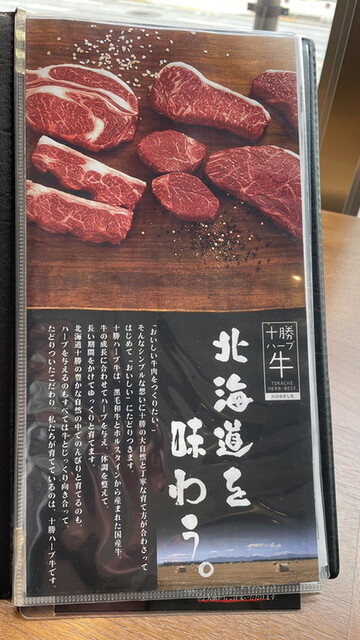 北海道を
味わう。
十勝
ハーブ
牛
TOKACHI
HERB-BEEF
NOBELS
"おいしい牛肉をつくりたい。"
そんなシンプルな想いに十勝の大自然と丁寧な育て方が合わさって
はじめて"おいしい"にたどりつきます。
十勝ハーブ牛は、黒毛和牛とホルスタインから産まれた国産牛。
牛の成長に合わせてハーブを与え、体調を整えて、
長い期間をかけてゆっくりと育てます。
北海道十勝の豊かな自然の中でのんびりと育てるのも、
ハーブを与えるのもすべては牛とじっくり向き合って、
たどりついたこだわり。私たちが育てているのは、十勝ハーブ牛です。